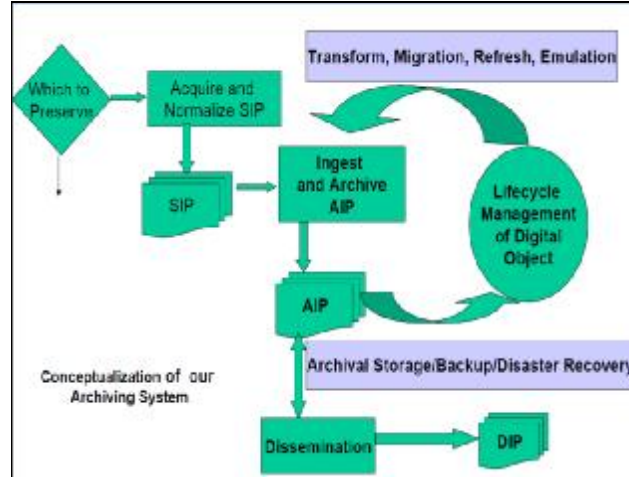 Transform, Migration, Refresh, Emulation
Which to
Preserve
Acquire and
Normalize SIP
SIP
Ingest
and Archive
AIP
Lifecycle
Management
of Digital
Object
AIP
Archival Storage/Backup/Disaster Recovery
Conceptualization of our
Archiving System
Dissemination
DIP